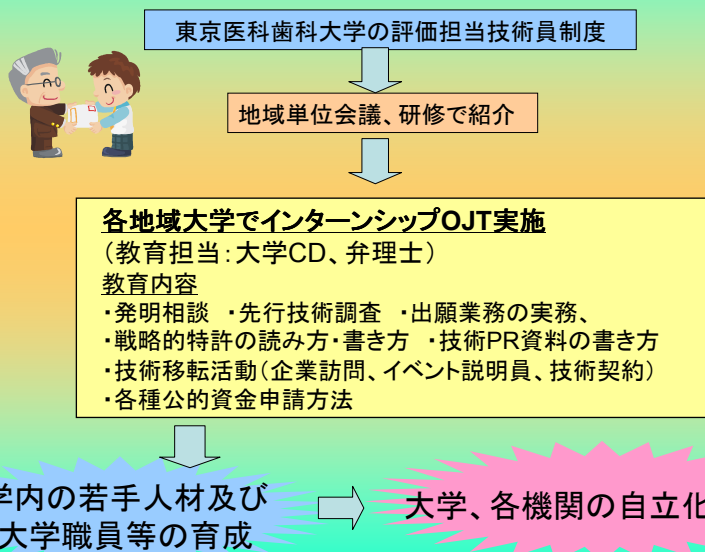 東京医科歯科大学の評価担当技術員制度
地域単位会議、研修で紹介
各地域大学でインターンシップOJT実施
（教育担当：大学CD、弁理士）
教育内容
・発明相談　・先行技術調査　・出願業務の実務、
・戦略的特許の読み方・書き方　・技術PR資料の書き方
・技術移転活動（企業訪問、イベント説明員、技術契約）
・各種公的資金申請方法
学内の若手人材及び
大学職員等の育成
大学、各機関の自立化